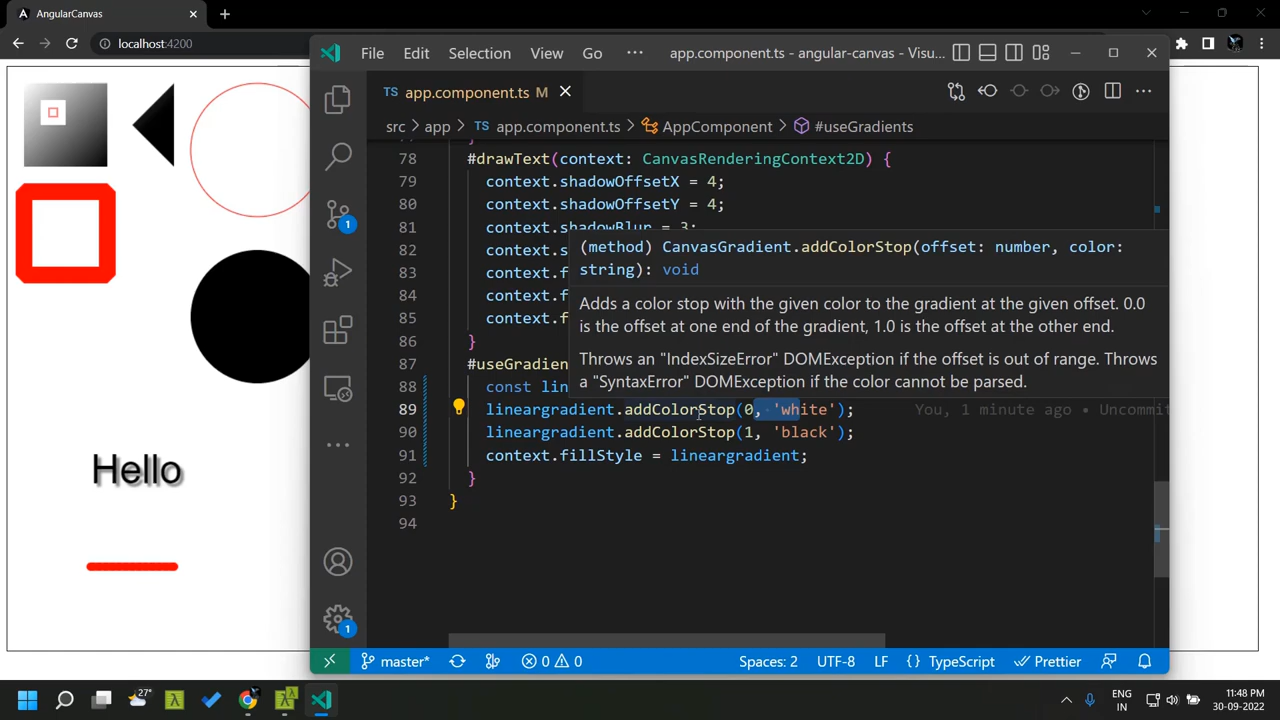 AngularCanvas
localhost:4200
File Edit Selection View Go app.component.ts - angular-canvas - Visu...
TS app.component.ts M
src > app > TS app.component.ts > AppComponent > #useGradients
78 #drawText(context: CanvasRenderingContext2D) {
79 context.shadowOffsetX = 4;
80 context.shadowOffsetY = 4;
81 context.shadowBlur = 3;
82 context.s
83 context.f
84 context.f
85 context.f
86 }
87 #useGradien
88 const lin
89 lineargradient.addColorStop(0, 'white'); You, 1 minute ago • Uncommit
90 lineargradient.addColorStop(1, 'black');
91 context.fillStyle = lineargradient;
92 }
93 }
94
(method) CanvasGradient.addColorStop(offset: number, color:
string): void
Adds a color stop with the given color to the gradient at the given offset. 0.0
is the offset at one end of the gradient, 1.0 is the offset at the other end.
Throws an "IndexSizeError" DOMException if the offset is out of range. Throws
a "SyntaxError" DOMException if the color cannot be parsed.
1
Hello
1
master* 0 0 Spaces: 2 UTF-8 LF {} TypeScript Prettier
27°
ENG
IN
11:48 PM
30-09-2022